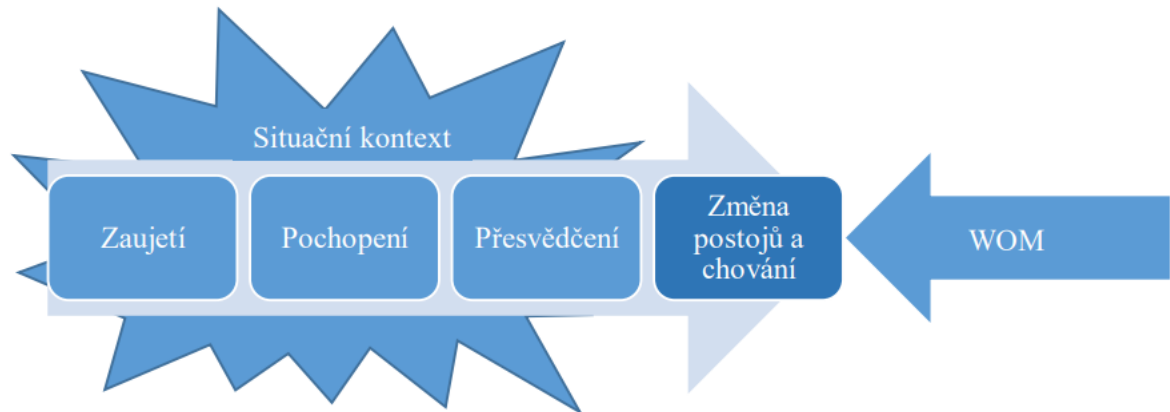 Situační kontext
Zaujetí
Pochopení
Přesvědčení
Změna
postojů a
chování
WOM